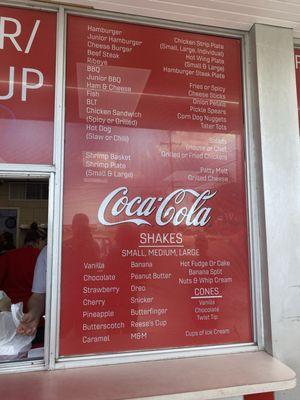 R/
UP
Hamburger
Junior Hamburger
Cheese Burger
Beef Steak
Ribeye
BBQ
Junior BBQ
Ham & Cheese
Fish
BLT
Chicken Sandwich
(Spicy or Grilled)
Hot Dog
(Slaw or Chili)
Shrimp Basket
Shrimp Plate
(Small & Large)
Chicken Strip Plate
(Small, Large, Individual)
Hot Wing Plate
(Small & Large)
Hamburger Steak Plate
Fries or Spicy
Cheese Sticks
Onion Petals
Pickle Spears
Corn Dog Nuggets
Tater Tots
Salads
(House or Chef,
Grilled or Fried Chicken)
Patty Melt
Grilled Cheese
Coca-Cola
SHAKES
SMALL, MEDIUM, LARGE
Vanilla
Chocolate
Strawberry
Cherry
Pineapple
Butterscotch
Caramel
Banana
Peanut Butter
Oreo
Snicker
Butterfinger
Reese's Cup
M&M
Hot Fudge Or Cake
Banana Split
Nuts & Whip Cream
CONES
Vanilla
Chocolate
Twist Tip
Cups of Ice Cream